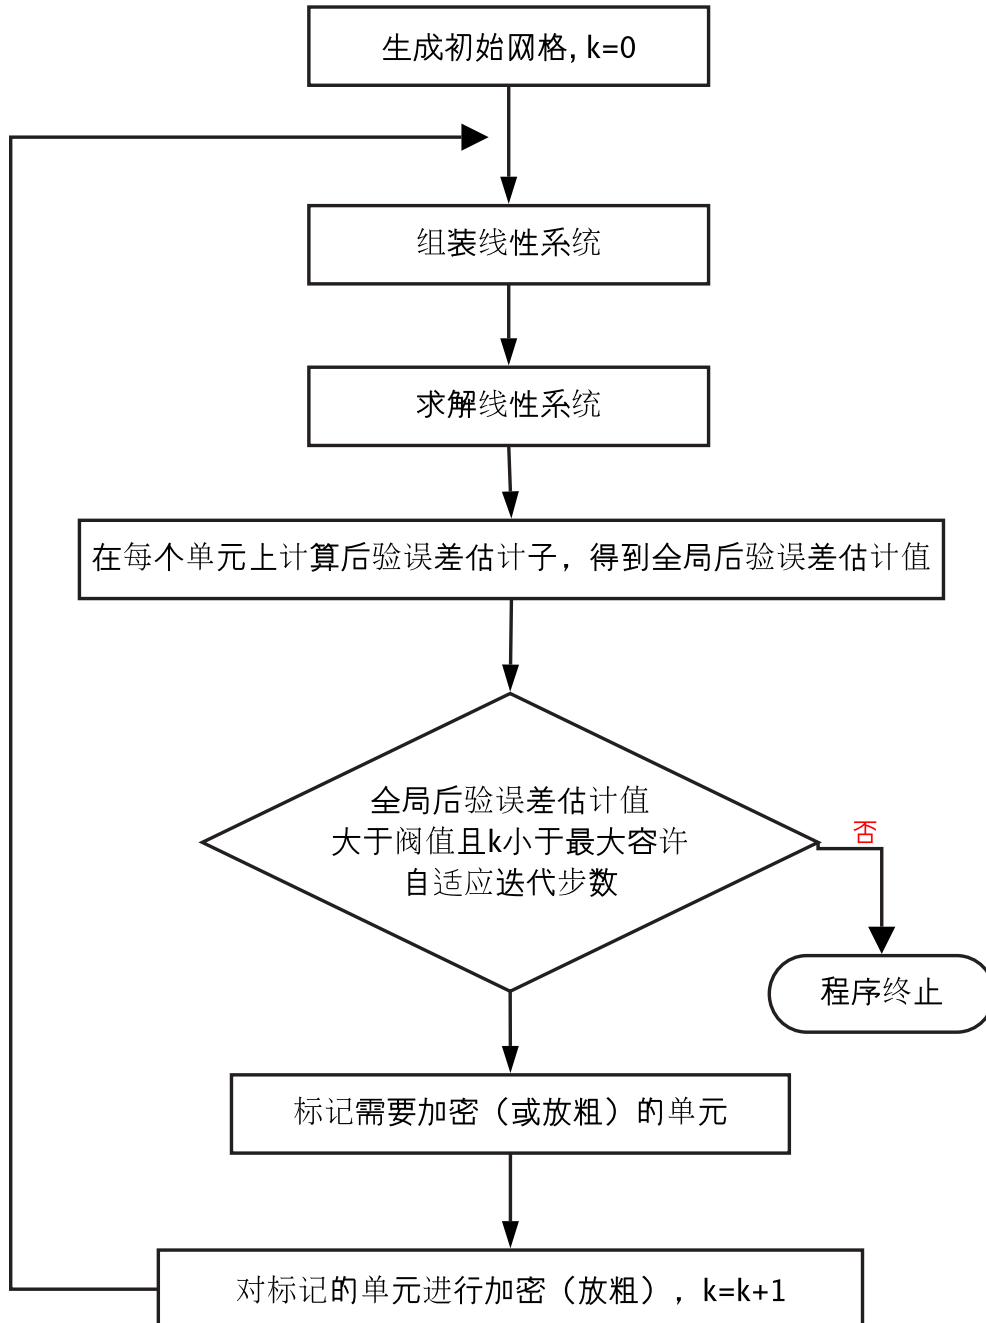 生成初始网格, k=0
组装线性系统
求解线性系统
在每个单元上计算后验误差估计子，得到全局后验误差估计值
全局后验误差估计值
大于阀值且k小于最大容许
自适应迭代步数
否
程序终止
标记需要加密（或放粗）的单元
对标记的单元进行加密（放粗），k=k+1